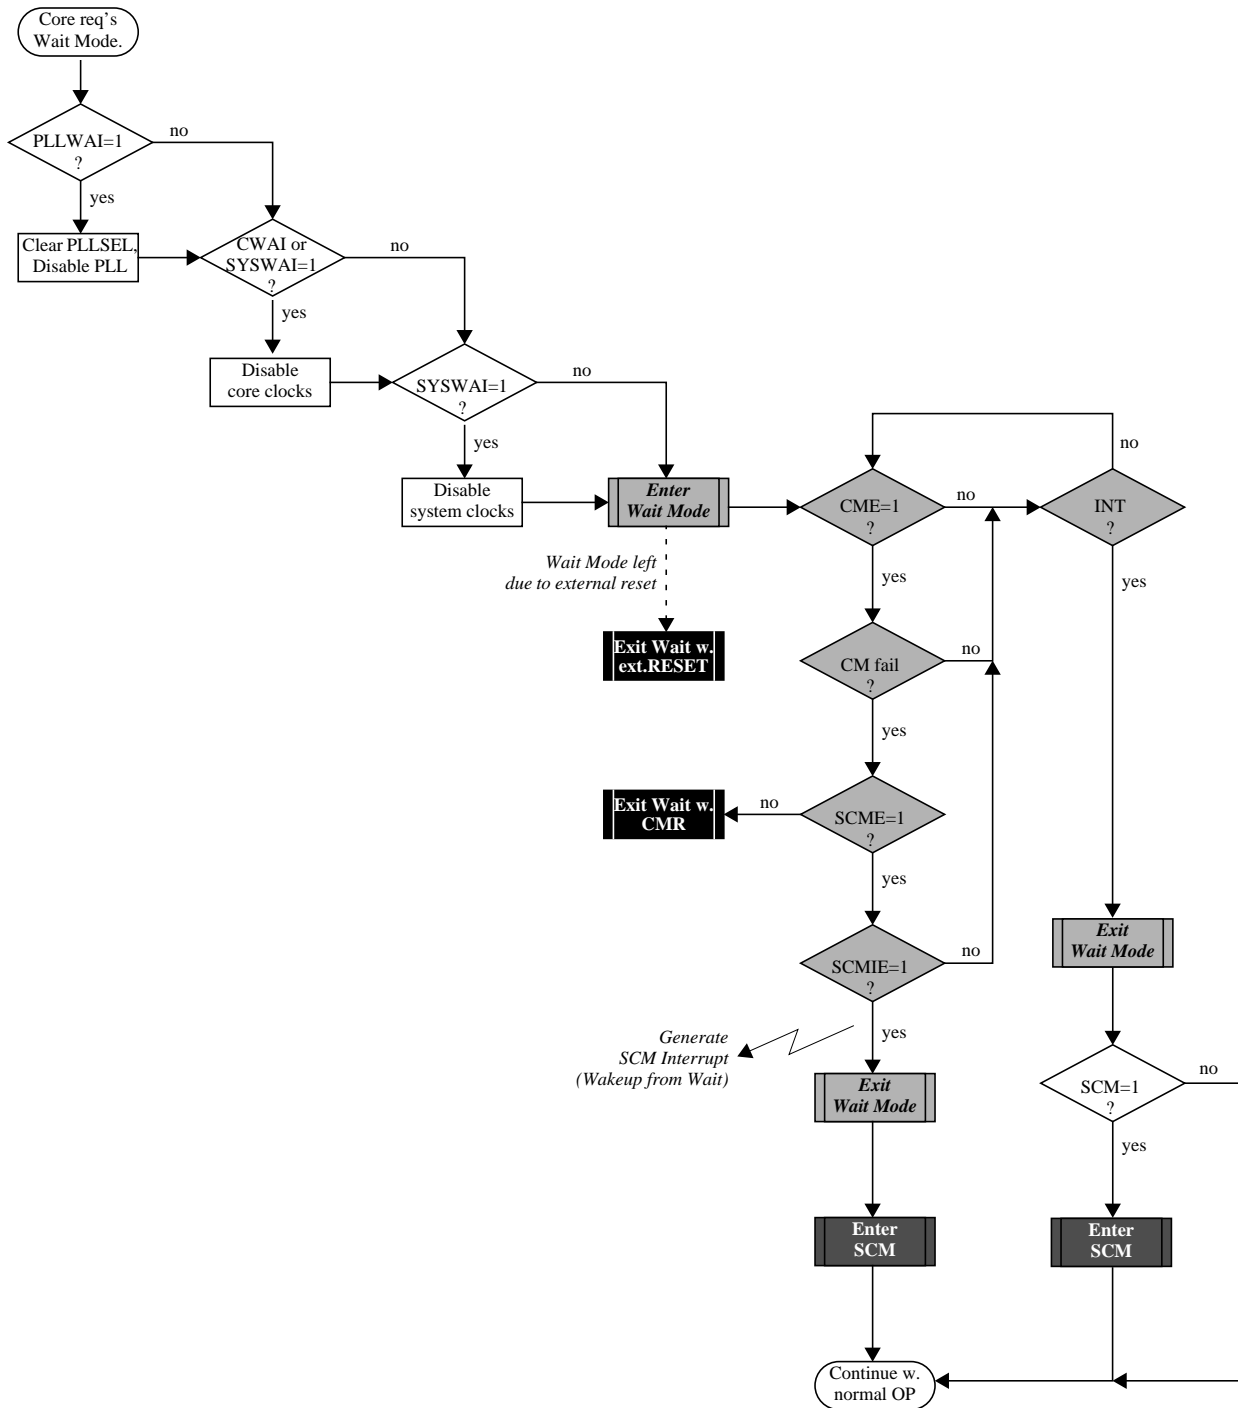 Core req's
Wait Mode.
PLLWAI=1
?
no
yes
Clear PLLSEL,
Disable PLL
CWAI or
SYSWAI=1
?
no
yes
Disable
core clocks
SYSWAI=1
?
no
yes
Disable
system clocks
Enter
Wait Mode
Wait Mode left
due to external reset
Exit Wait w.
ext.RESET
CME=1
?
no
yes
INT
?
no
yes
CM fail
?
no
yes
SCME=1
?
no
yes
Exit Wait w.
CMR
SCMIE=1
?
no
yes
Generate
SCM Interrupt
(Wakeup from Wait)
Exit
Wait Mode
Enter
SCM
Exit
Wait Mode
SCM=1
?
no
yes
Enter
SCM
Continue w.
normal OP